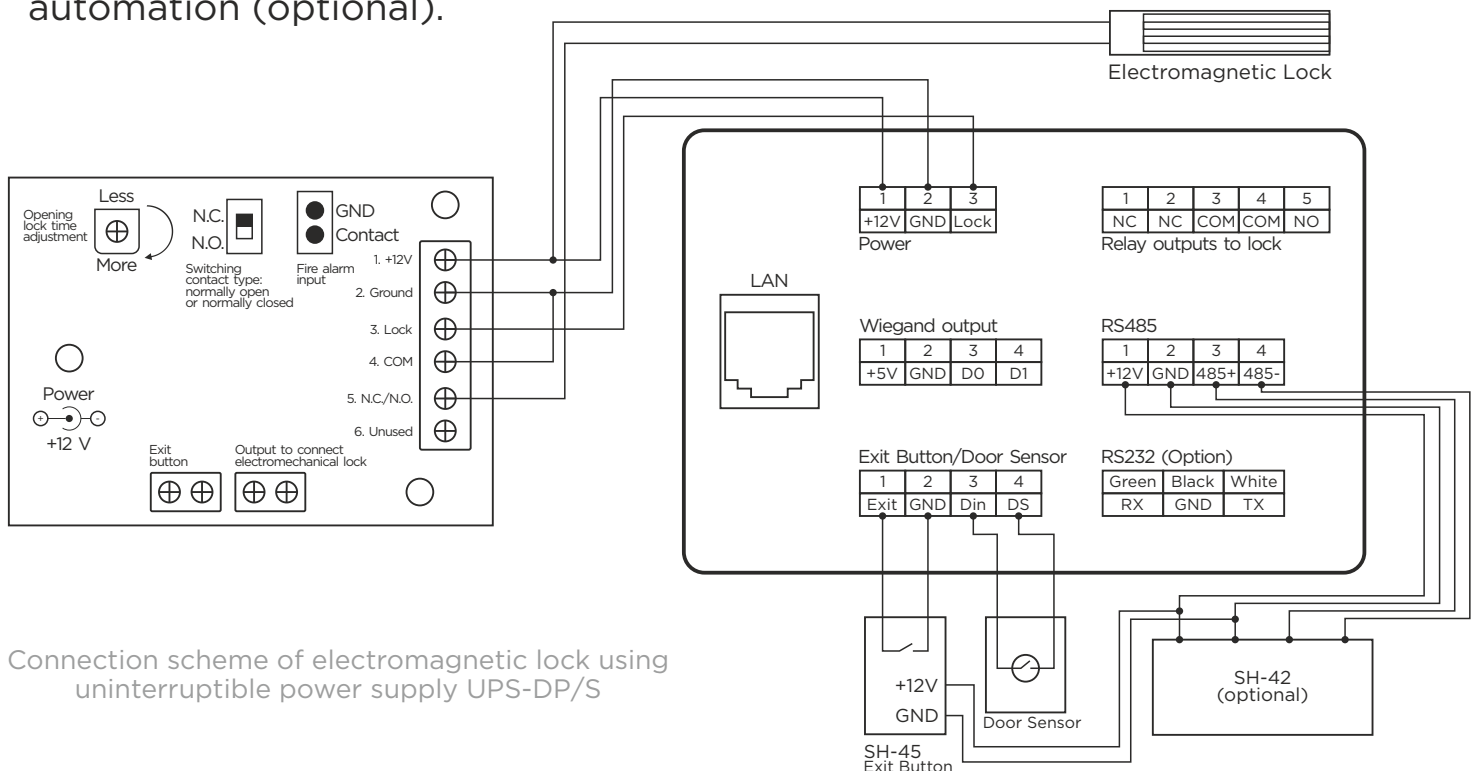 automation (optional).
Electromagnetic Lock
Less
Opening
lock time
adjustment
More
N.C.
N.O.
Switching
contact type:
normally open
or normally closed
GND
Contact
Fire alarm
input
1. +12V
2. Ground
3. Lock
4. COM
5. N.C./N.O.
6. Unused
Power
+ -
+12 V
Exit
button
Output to connect
electromechanical lock
1 2 3
+12V GND Lock
Power
1 2 3 4 5
NC NC COM COM NO
Relay outputs to lock
LAN
Wiegand output
1 2 3 4
+5V GND D0 D1
RS485
1 2 3 4
+12V GND 485+ 485-
Exit Button/Door Sensor
1 2 3 4
Exit GND Din DS
RS232 (Option)
Green Black White
RX GND TX
+12V
GND
SH-45
Exit Button
Door Sensor
SH-42
(optional)
Connection scheme of electromagnetic lock using
uninterruptible power supply UPS-DP/S